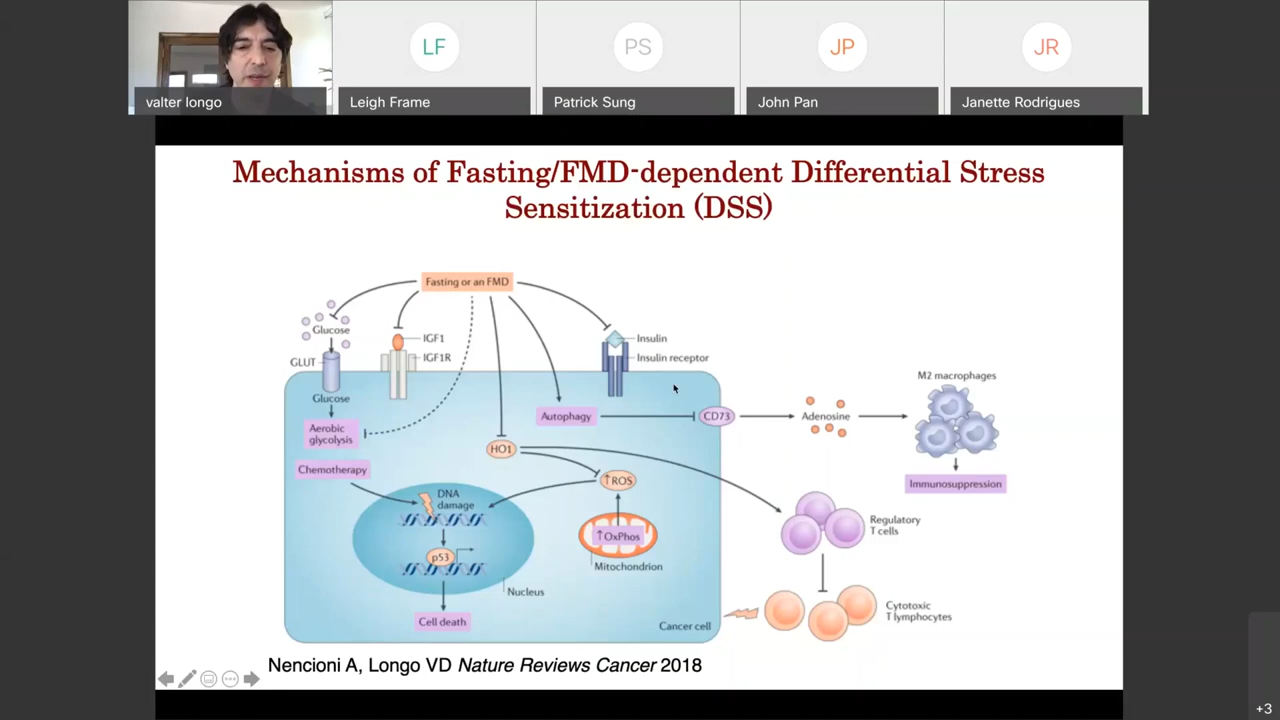 LF
PS
JP
JR
valter longo
Leigh Frame
Patrick Sung
John Pan
Janette Rodrigues
Mechanisms of Fasting/FMD-dependent Differential Stress
Sensitization (DSS)
Fasting or an FMD
Glucose
IGF1
Insulin
GLUT
IGF1R
Insulin receptor
Glucose
M2 macrophages
Autophagy
CD73
Adenosine
Aerobic
glycolysis
HO1
Chemotherapy
↑ROS
Immunosuppression
DNA
damage
Regulatory
T cells
↑OxPhos
p53
Mitochondrion
Nucleus
Cytotoxic
T lymphocytes
Cell death
Cancer cell
Nencioni A, Longo VD Nature Reviews Cancer 2018
+3